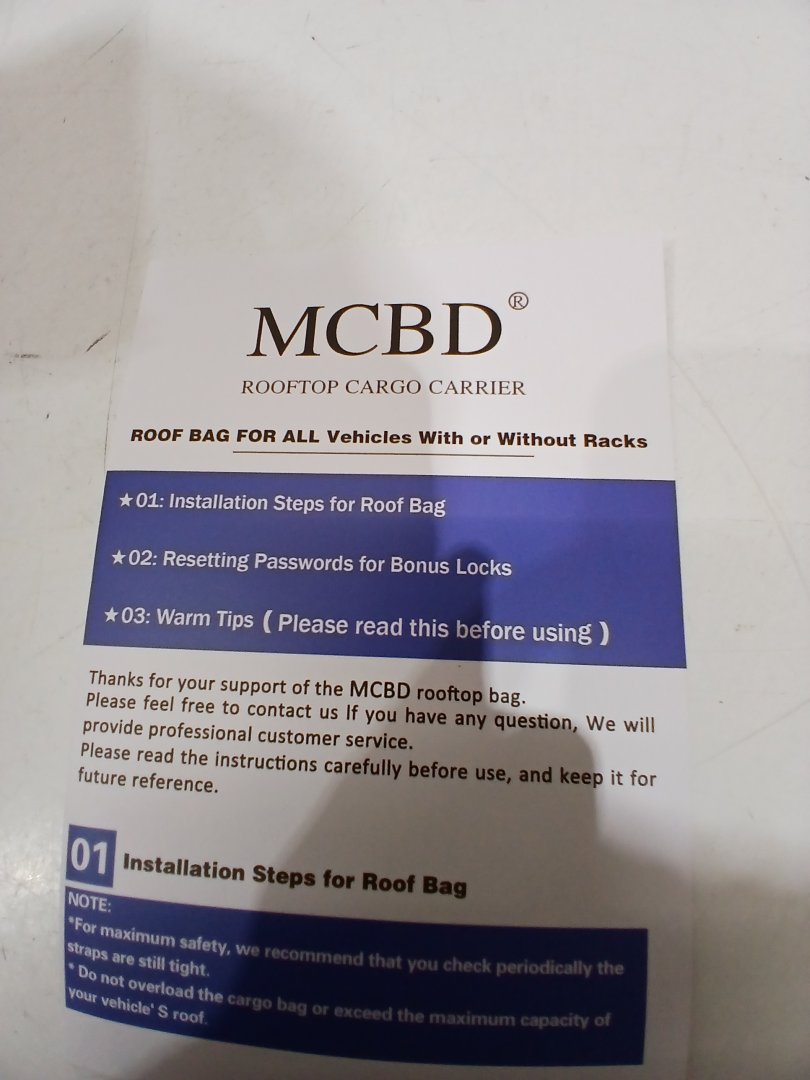 MCBD®
ROOFTOP CARGO CARRIER
ROOF BAG FOR ALL Vehicles With or Without Racks
★01: Installation Steps for Roof Bag
★02: Resetting Passwords for Bonus Locks
★03: Warm Tips ( Please read this before using )
Thanks for your support of the MCBD rooftop bag.
Please feel free to contact us If you have any question, We will
provide professional customer service.
Please read the instructions carefully before use, and keep it for
future reference.
01 Installation Steps for Roof Bag
NOTE:
*For maximum safety, we recommend that you check periodically the
straps are still tight.
* Do not overload the cargo bag or exceed the maximum capacity of
your vehicle' S roof.